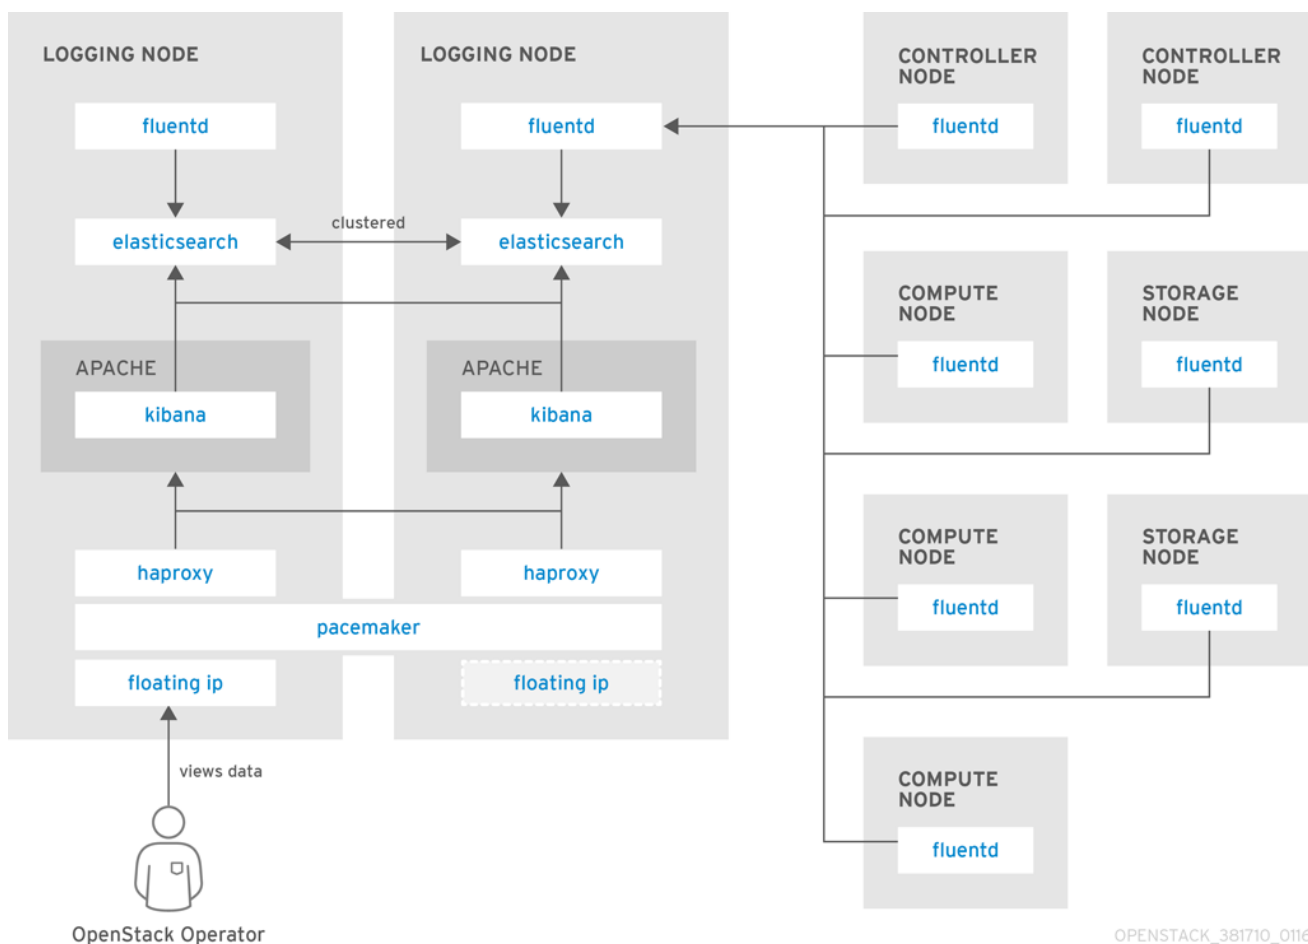 LOGGING NODE
fluentd
elasticsearch
APACHE
kibana
haproxy
LOGGING NODE
fluentd
clustered
elasticsearch
APACHE
kibana
haproxy
pacemaker
floating ip
floating ip
views data
OpenStack Operator
CONTROLLER
NODE
fluentd
CONTROLLER
NODE
fluentd
COMPUTE
NODE
fluentd
STORAGE
NODE
fluentd
COMPUTE
NODE
fluentd
STORAGE
NODE
fluentd
COMPUTE
NODE
fluentd
OPENSTACK_381710_0116